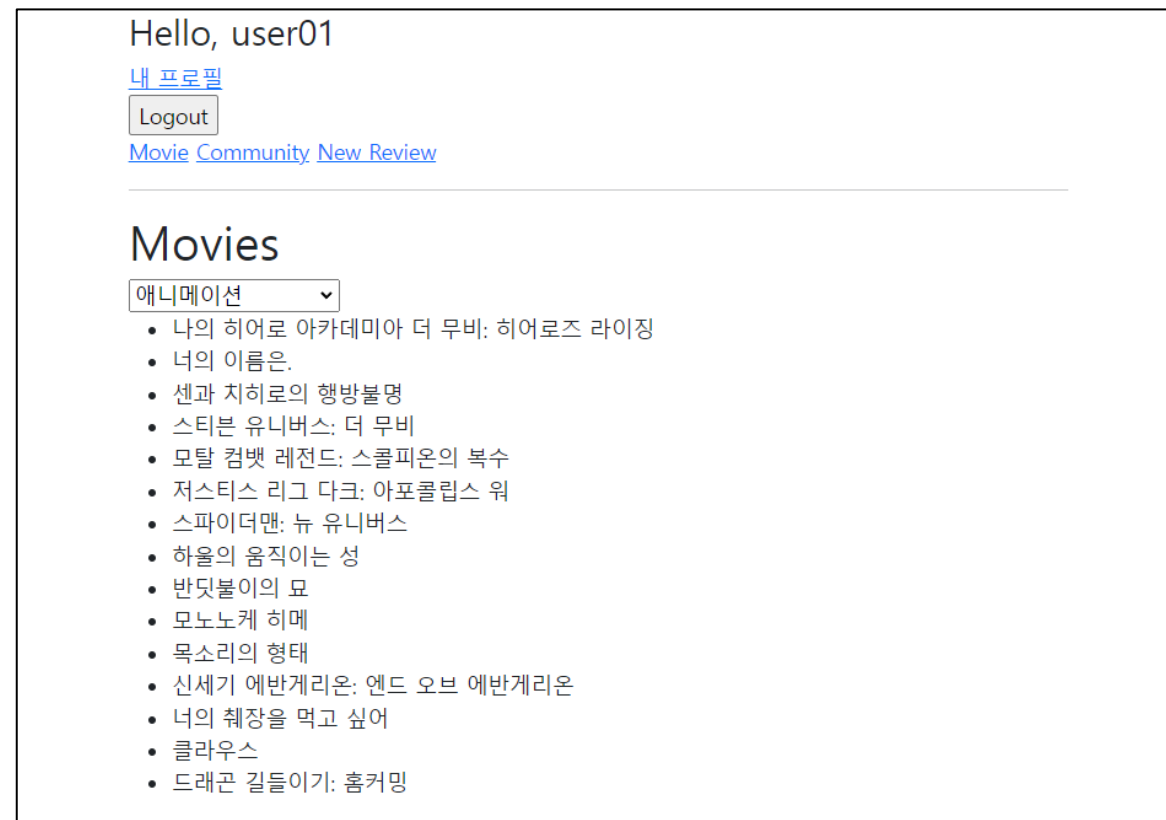 Hello, user01
내 프로필
Logout
Movie Community New Review
Movies
애니메이션
나의 히어로 아카데미아 더 무비: 히어로즈 라이징
너의 이름은.
센과 치히로의 행방불명
스티븐 유니버스: 더 무비
모탈 컴뱃 레전드: 스콜피온의 복수
저스티스 리그 다크: 아포콜립스 워
스파이더맨: 뉴 유니버스
하울의 움직이는 성
반딧불이의 묘
모노노케 히메
목소리의 형태
신세기 에반게리온: 엔드 오브 에반게리온
너의 췌장을 먹고 싶어
클라우스
드래곤 길들이기: 홈커밍